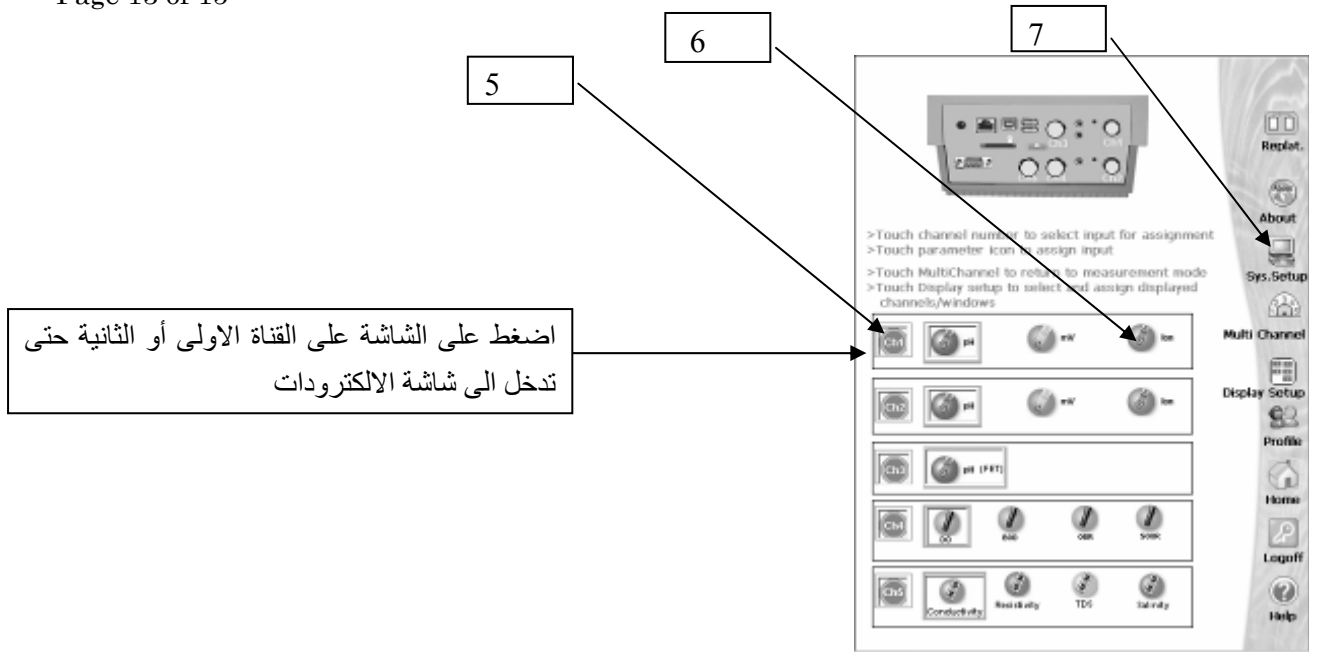 Page 13 of 15
5
6
7
Replat.
About
Sys.Setup
Multi Channel
Display Setup
Profile
Home
Logoff
Help
>Touch channel number to select input for assignment
>Touch parameter icon to assign input
>Touch MultiChannel to return to measurement mode
>Touch Display setup to select and assign displayed
channels/windows
اضغط على الشاشة على القناة الاولى أو الثانية حتى
تدخل الى شاشة الالكترودات
Ch1 pH mV Ion
Ch2 pH mV Ion
Ch3 pH (FET)
Ch4 DO BOD OUR SOUR
Ch5 Conductivity Resistivity TDS Salinity